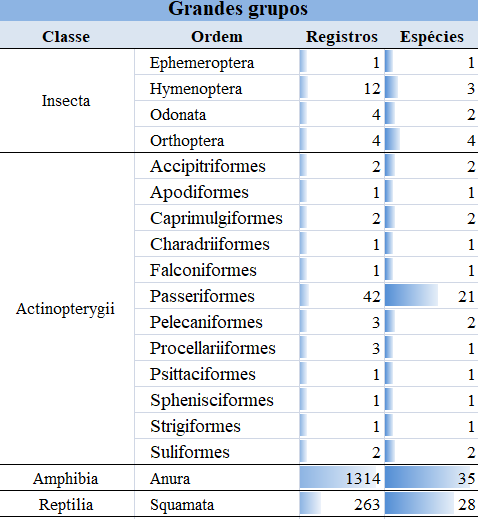 Grandes grupos
Classe Ordem Registros Espécies
Insecta
Ephemeroptera 1 1
Hymenoptera 12 3
Odonata 4 2
Orthoptera 4 4
Actinopterygii
Accipitriformes 2 2
Apodiformes 1 1
Caprimulgiformes 2 2
Charadriiformes 1 1
Falconiformes 1 1
Passeriformes 42 21
Pelecaniformes 3 2
Procellariiformes 3 1
Psittaciformes 1 1
Sphenisciformes 1 1
Strigiformes 1 1
Suliformes 2 2
Amphibia Anura 1314 35
Reptilia Squamata 263 28